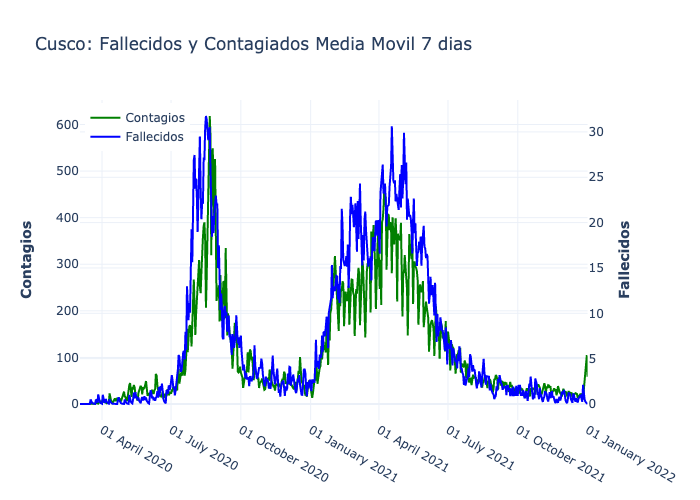 Cusco: Fallecidos y Contagiados Media Movil 7 dias
Contagios
Fallecidos
600
500
400
300
200
100
0
Contagios
30
25
20
15
10
5
0
Fallecidos
01 April 2020
01 July 2020
01 October 2020
01 January 2021
01 April 2021
01 July 2021
01 October 2021
01 January 2022